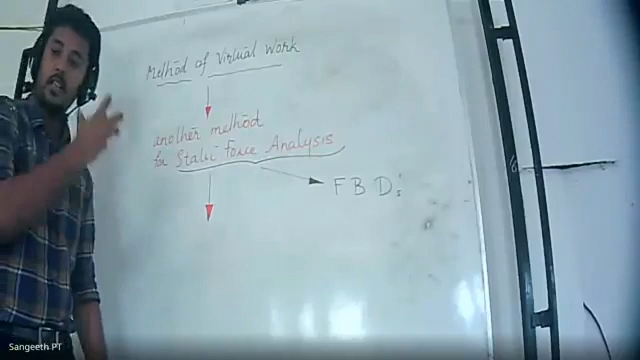 Method of Virtual Work
another method
for Static Force Analysis
F B D.
Sangeeth PT